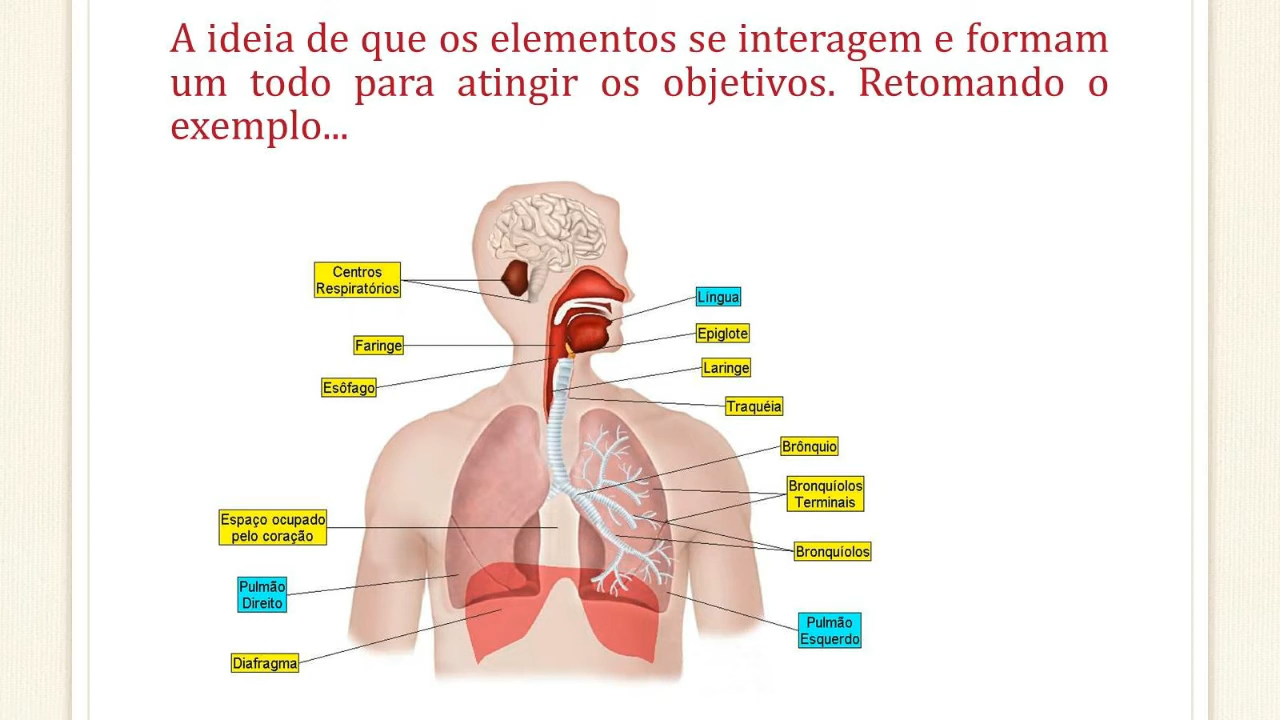 A ideia de que os elementos se interagem e formam
um todo para atingir os objetivos. Retomando o
exemplo...
Centros
Respiratórios
Língua
Epiglote
Faringe
Laringe
Esôfago
Traquéia
Brônquio
Bronquíolos
Terminais
Espaço ocupado
pelo coração
Bronquíolos
Pulmão
Direito
Pulmão
Esquerdo
Diafragma